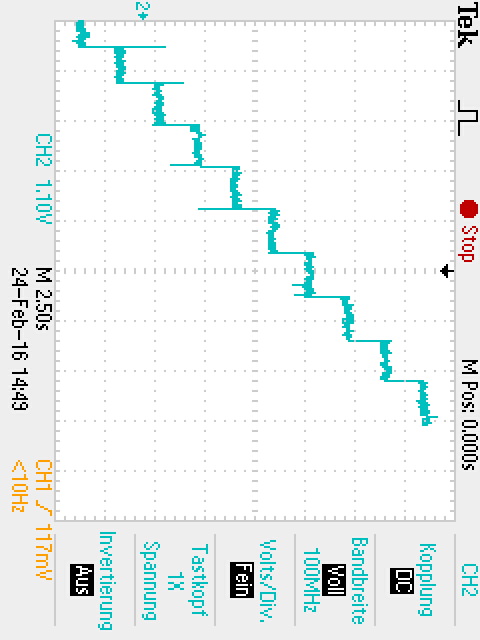 Tek
Stop
M Pos: 0.000s
CH2
Kopplung
DC
Bandbreite
Voll
100MHz
Volts/Div.
Fein
Tastkopf
1X
Spannung
Invertierung
Aus
2
CH2 1.10V
M 2.50s
CH1 / 117mV
24-Feb-16 14:49
<10Hz